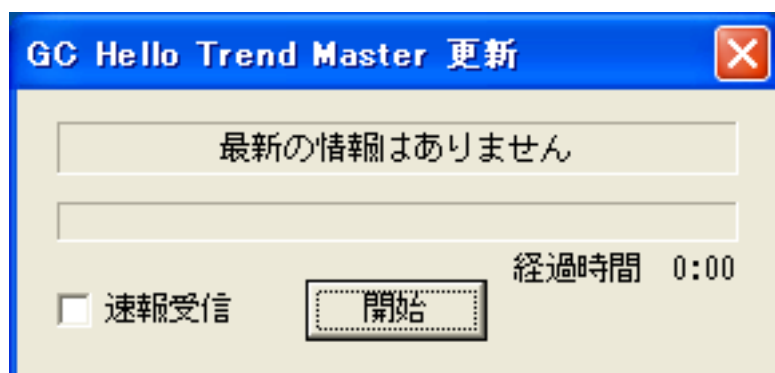 GC Hello Trend Master 更新
最新の情報はありません
経過時間 0:00
速報受信
開始